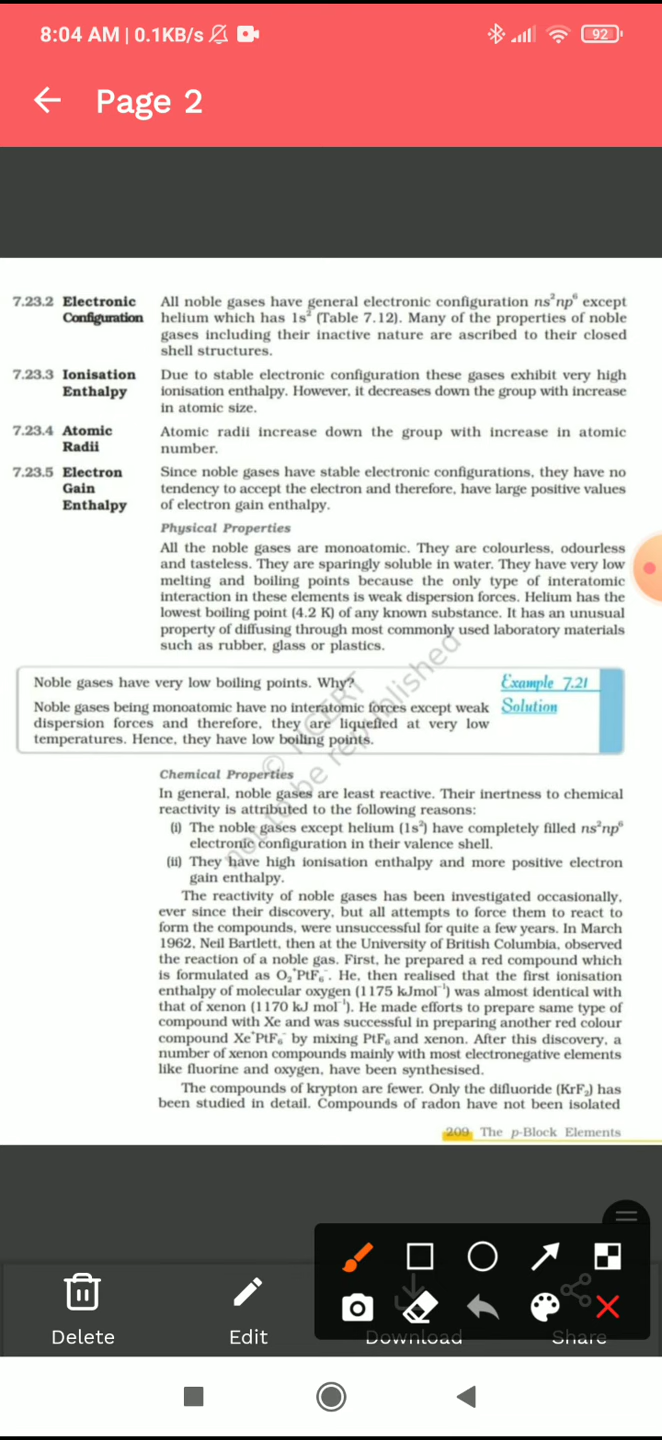 8:04 AM | 0.1KB/s
92
Page 2
7.23.2 Electronic Configuration
All noble gases have general electronic configuration ns²np⁶ except
helium which has 1s² (Table 7.12). Many of the properties of noble
gases including their inactive nature are ascribed to their closed
shell structures.
7.23.3 Ionisation Enthalpy
Due to stable electronic configuration these gases exhibit very high
ionisation enthalpy. However, it decreases down the group with increase
in atomic size.
7.23.4 Atomic Radii
Atomic radii increase down the group with increase in atomic
number.
7.23.5 Electron Gain Enthalpy
Since noble gases have stable electronic configurations, they have no
tendency to accept the electron and therefore, have large positive values
of electron gain enthalpy.
Physical Properties
All the noble gases are monoatomic. They are colourless, odourless
and tasteless. They are sparingly soluble in water. They have very low
melting and boiling points because the only type of interatomic
interaction in these elements is weak dispersion forces. Helium has the
lowest boiling point (4.2 K) of any known substance. It has an unusual
property of diffusing through most commonly used laboratory materials
such as rubber, glass or plastics.
Noble gases have very low boiling points. Why?
Example 7.21
Noble gases being monoatomic have no interatomic forces except weak
dispersion forces and therefore, they are liquefied at very low
temperatures. Hence, they have low boiling points.
Solution
© NCERT
not to be republished
Chemical Properties
In general, noble gases are least reactive. Their inertness to chemical
reactivity is attributed to the following reasons:
(i) The noble gases except helium (1s²) have completely filled ns²np⁶
electronic configuration in their valence shell.
(ii) They have high ionisation enthalpy and more positive electron
gain enthalpy.
The reactivity of noble gases has been investigated occasionally,
ever since their discovery, but all attempts to force them to react to
form the compounds, were unsuccessful for quite a few years. In March
1962, Neil Bartlett, then at the University of British Columbia, observed
the reaction of a noble gas. First, he prepared a red compound which
is formulated as O₂⁺PtF₆⁻. He, then realised that the first ionisation
enthalpy of molecular oxygen (1175 kJmol⁻¹) was almost identical with
that of xenon (1170 kJ mol⁻¹). He made efforts to prepare same type of
compound with Xe and was successful in preparing another red colour
compound Xe⁺PtF₆⁻ by mixing PtF₆ and xenon. After this discovery, a
number of xenon compounds mainly with most electronegative elements
like fluorine and oxygen, have been synthesised.
The compounds of krypton are fewer. Only the difluoride (KrF₂) has
been studied in detail. Compounds of radon have not been isolated
209 The p-Block Elements
Delete
Edit
Download
Share